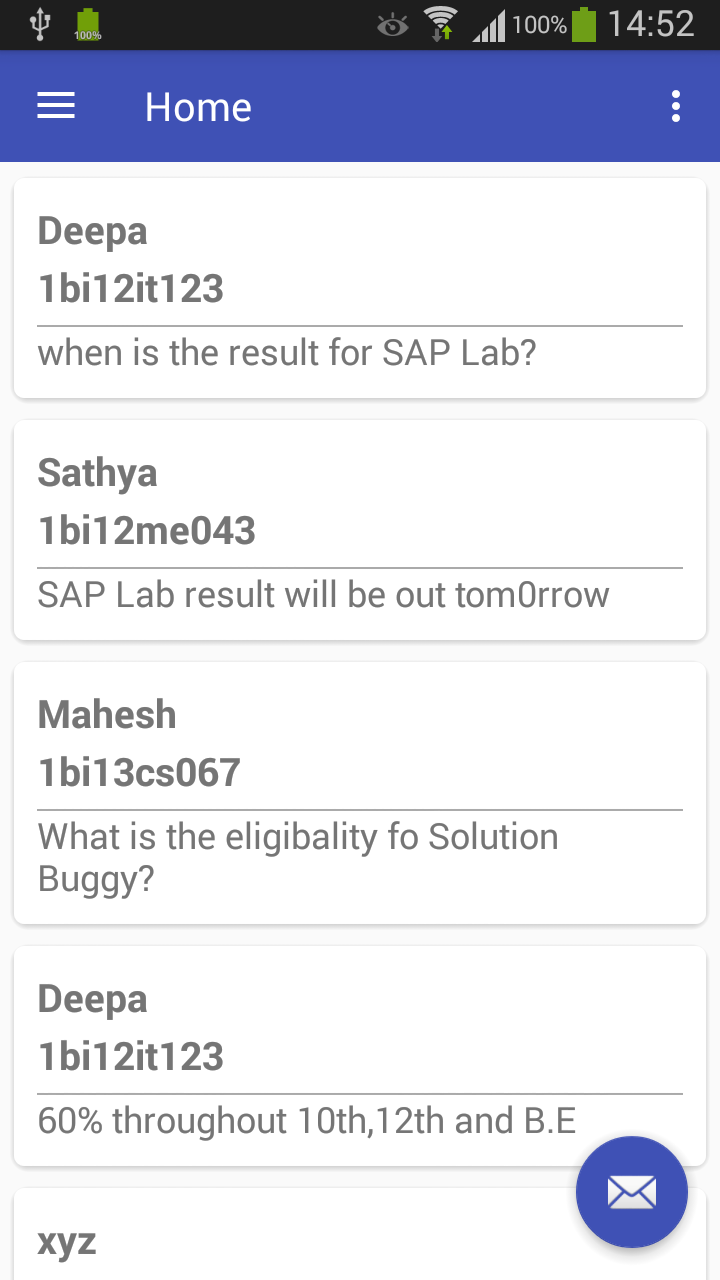 100%
100%
14:52
Home
Deepa
1bi12it123
when is the result for SAP Lab?
Sathya
1bi12me043
SAP Lab result will be out tom0rrow
Mahesh
1bi13cs067
What is the eligibality fo Solution
Buggy?
Deepa
1bi12it123
60% throughout 10th,12th and B.E
xyz